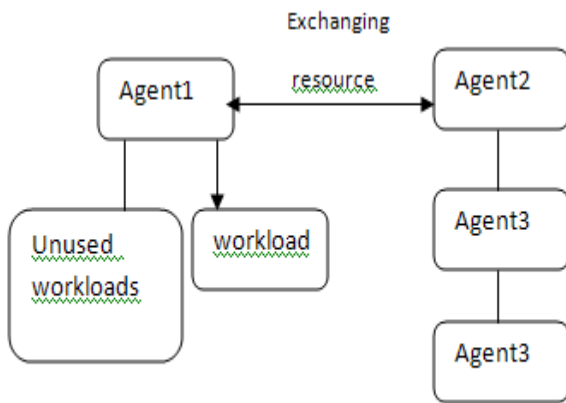 Exchanging
resource
Agent1
Agent2
Unused
workloads
workload
Agent3
Agent3